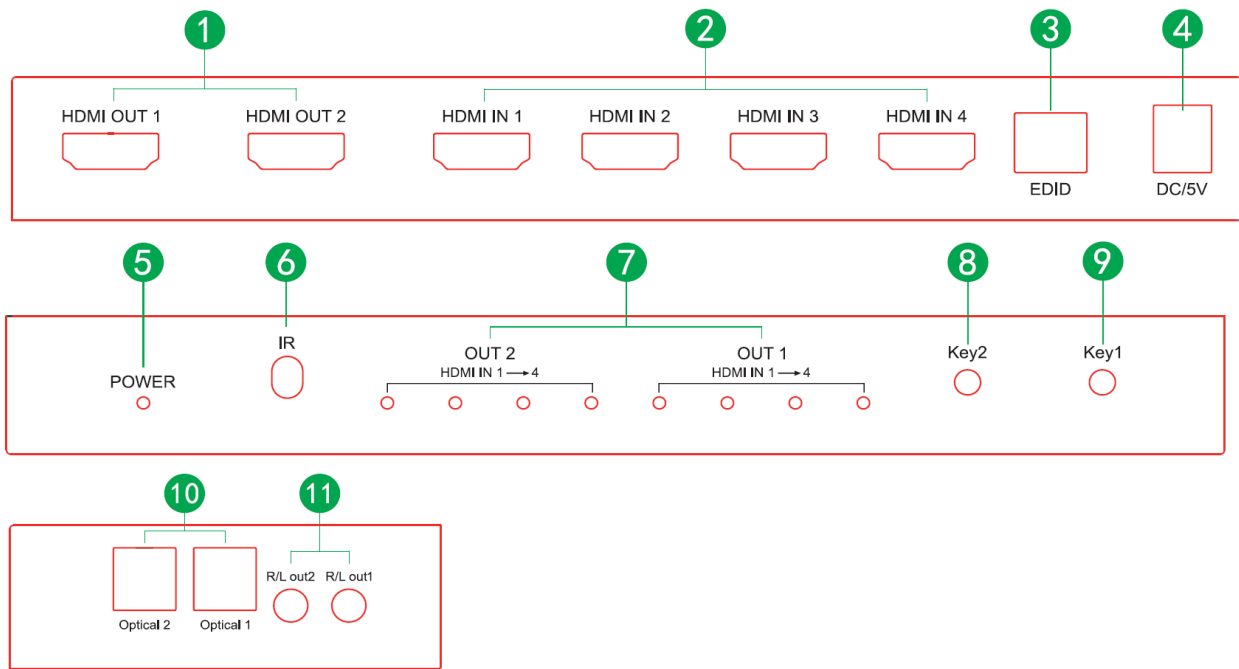 1 2 3 4
HDMI OUT 1 HDMI OUT 2 HDMI IN 1 HDMI IN 2 HDMI IN 3 HDMI IN 4
EDID DC/5V
5 6 7 8 9
IR
OUT 2 OUT 1 Key2 Key1
HDMI IN 1 → 4 HDMI IN 1 → 4
POWER
10 11
R/L out2 R/L out1
Optical 2 Optical 1